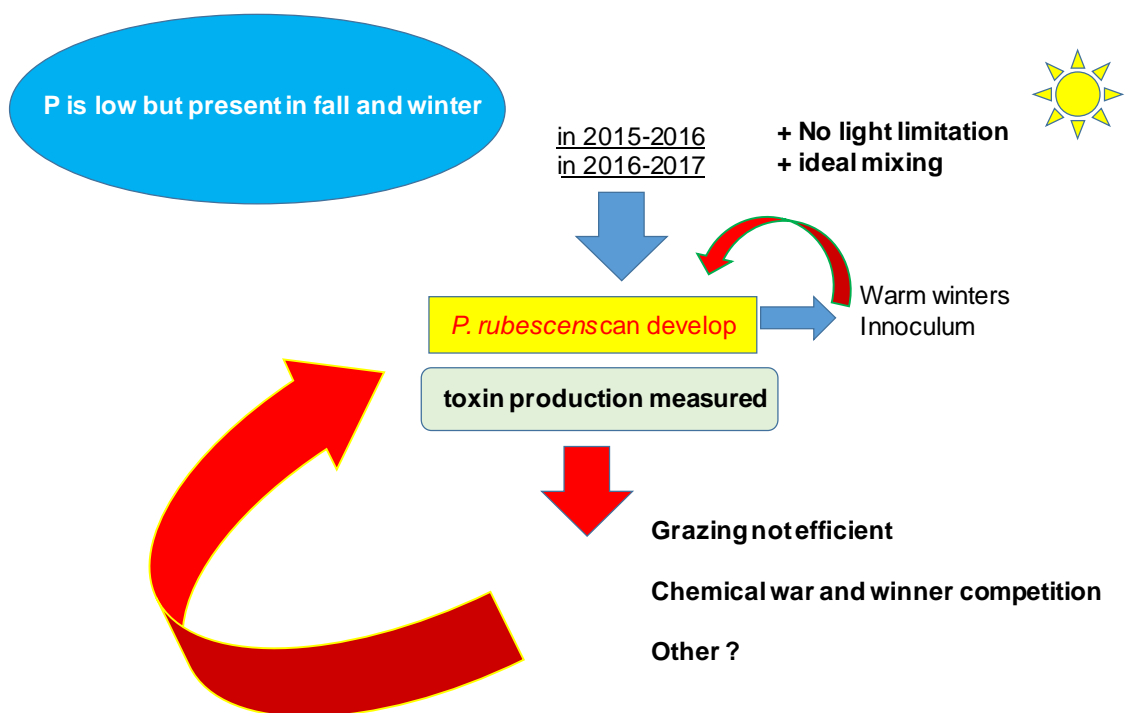 P is low but present in fall and winter
in 2015-2016
in 2016-2017
+ No light limitation
+ ideal mixing
P. rubescens can develop
Warm winters
Innoculum
toxin production measured
Grazing not efficient
Chemical war and winner competition
Other ?